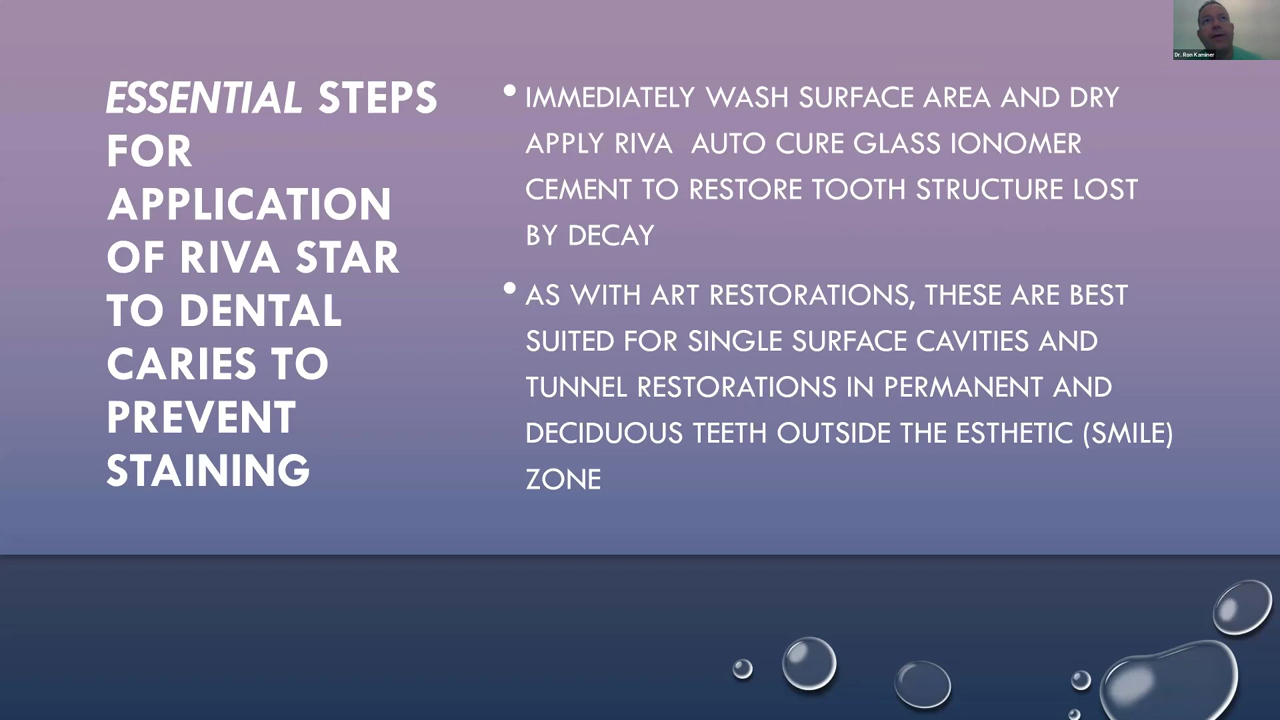 ESSENTIAL STEPS
FOR
APPLICATION
OF RIVA STAR
TO DENTAL
CARIES TO
PREVENT
STAINING
• IMMEDIATELY WASH SURFACE AREA AND DRY
APPLY RIVA  AUTO CURE GLASS IONOMER
CEMENT TO RESTORE TOOTH STRUCTURE LOST
BY DECAY
• AS WITH ART RESTORATIONS, THESE ARE BEST
SUITED FOR SINGLE SURFACE CAVITIES AND
TUNNEL RESTORATIONS IN PERMANENT AND
DECIDUOUS TEETH OUTSIDE THE ESTHETIC (SMILE)
ZONE
Dr. Ron Kaminer